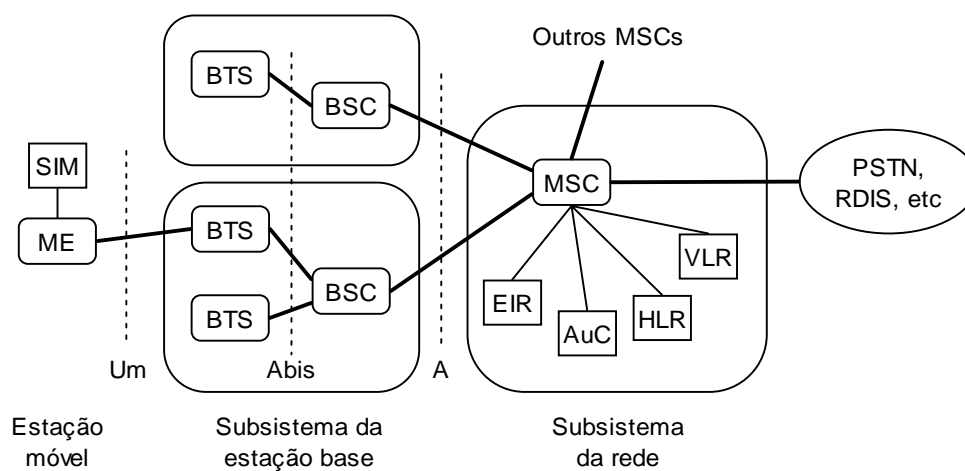 Outros MSCs
BTS
BSC
SIM
MSC
PSTN,
RDIS, etc
ME
BTS
VLR
BSC
EIR
BTS
AuC
HLR
Um
Abis
A
Estação
móvel
Subsistema da
estação base
Subsistema
da rede